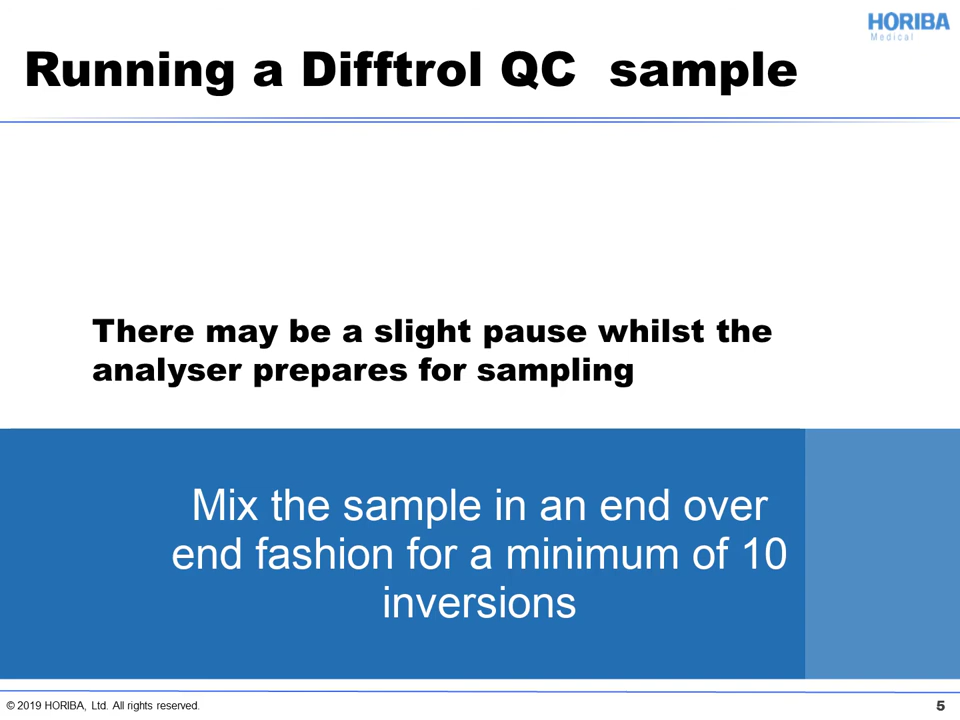 HORIBA
Medical
Running a Difftrol QC  sample
There may be a slight pause whilst the
analyser prepares for sampling
Mix the sample in an end over
end fashion for a minimum of 10
inversions
© 2019 HORIBA, Ltd. All rights reserved.
5